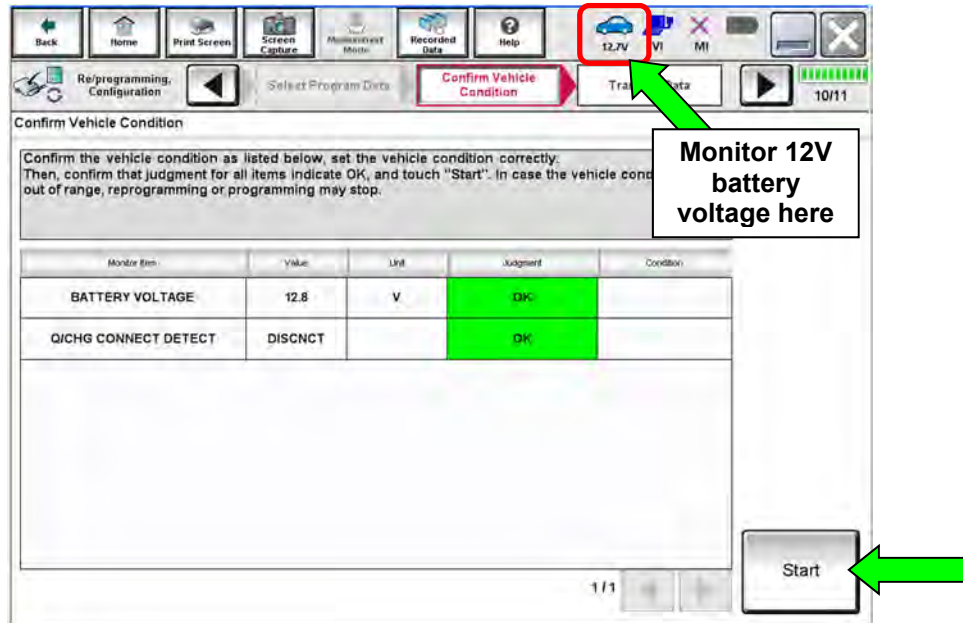 Back Home Print Screen Screen Capture Measurement Mode Recorded Data Help 12.7V VI MI
Re/programming, Configuration Select Program Data Confirm Vehicle Condition 10/11
Confirm Vehicle Condition
Confirm the vehicle condition as listed below, set the vehicle condition correctly.
Then, confirm that judgment for all items indicate OK, and touch "Start". In case the vehicle
out of range, reprogramming or programming may stop.
Monitor 12V
battery
voltage here
Monitor Item Value Unit Judgment Condition
BATTERY VOLTAGE 12.8 V OK
Q/CHG CONNECT DETECT DISCNCT OK
1/1
Start